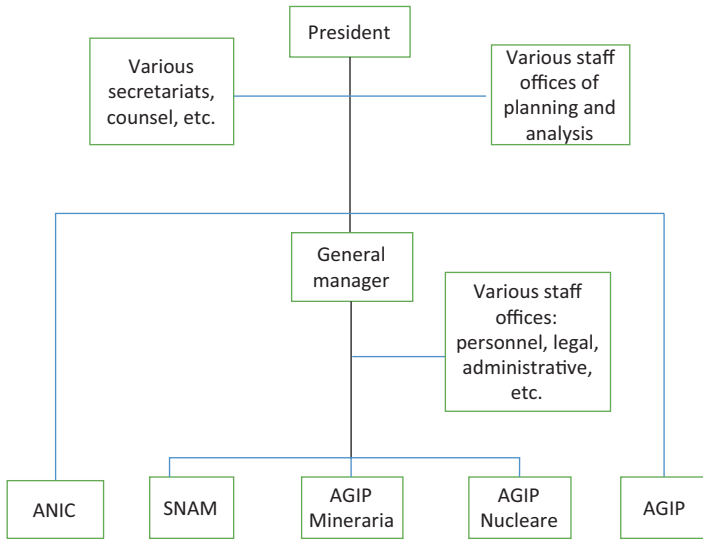 President
Various
secretariats,
counsel, etc.
Various staff
offices of
planning and
analysis
General
manager
Various staff
offices:
personnel, legal,
administrative,
etc.
ANIC
SNAM
AGIP
Mineraria
AGIP
Nucleare
AGIP